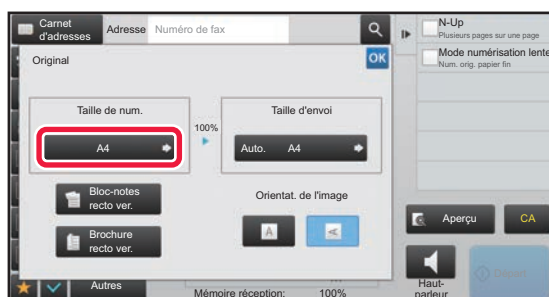 Carnet
d'adresses
Adresse
Numéro de fax
N-Up
Plusieurs pages sur une page
Mode numérisation lente
Num. orig. papier fin
Original
OK
Taille de num.
100%
Taille d'envoi
A4
Auto. A4
Bloc-notes
recto ver.
Orientat. de l'image
A
A
Brochure
recto ver.
Aperçu
CA
Autres
Mémoire réception: 100%
Haut-
parleur
Départ